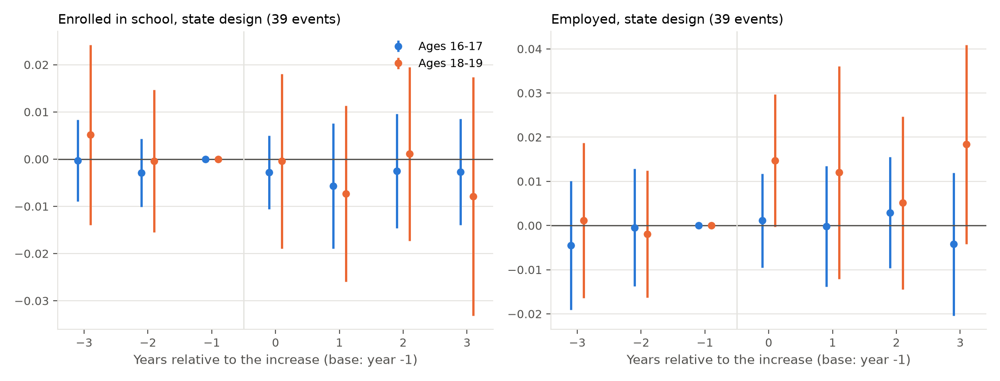 Enrolled in school, state design (39 events)
Ages 16-17
Ages 18-19
0.02
0.01
0.00
−0.01
−0.02
−0.03
−3 −2 −1 0 1 2 3
Years relative to the increase (base: year -1)
Employed, state design (39 events)
0.04
0.03
0.02
0.01
0.00
−0.01
−0.02
−3 −2 −1 0 1 2 3
Years relative to the increase (base: year -1)